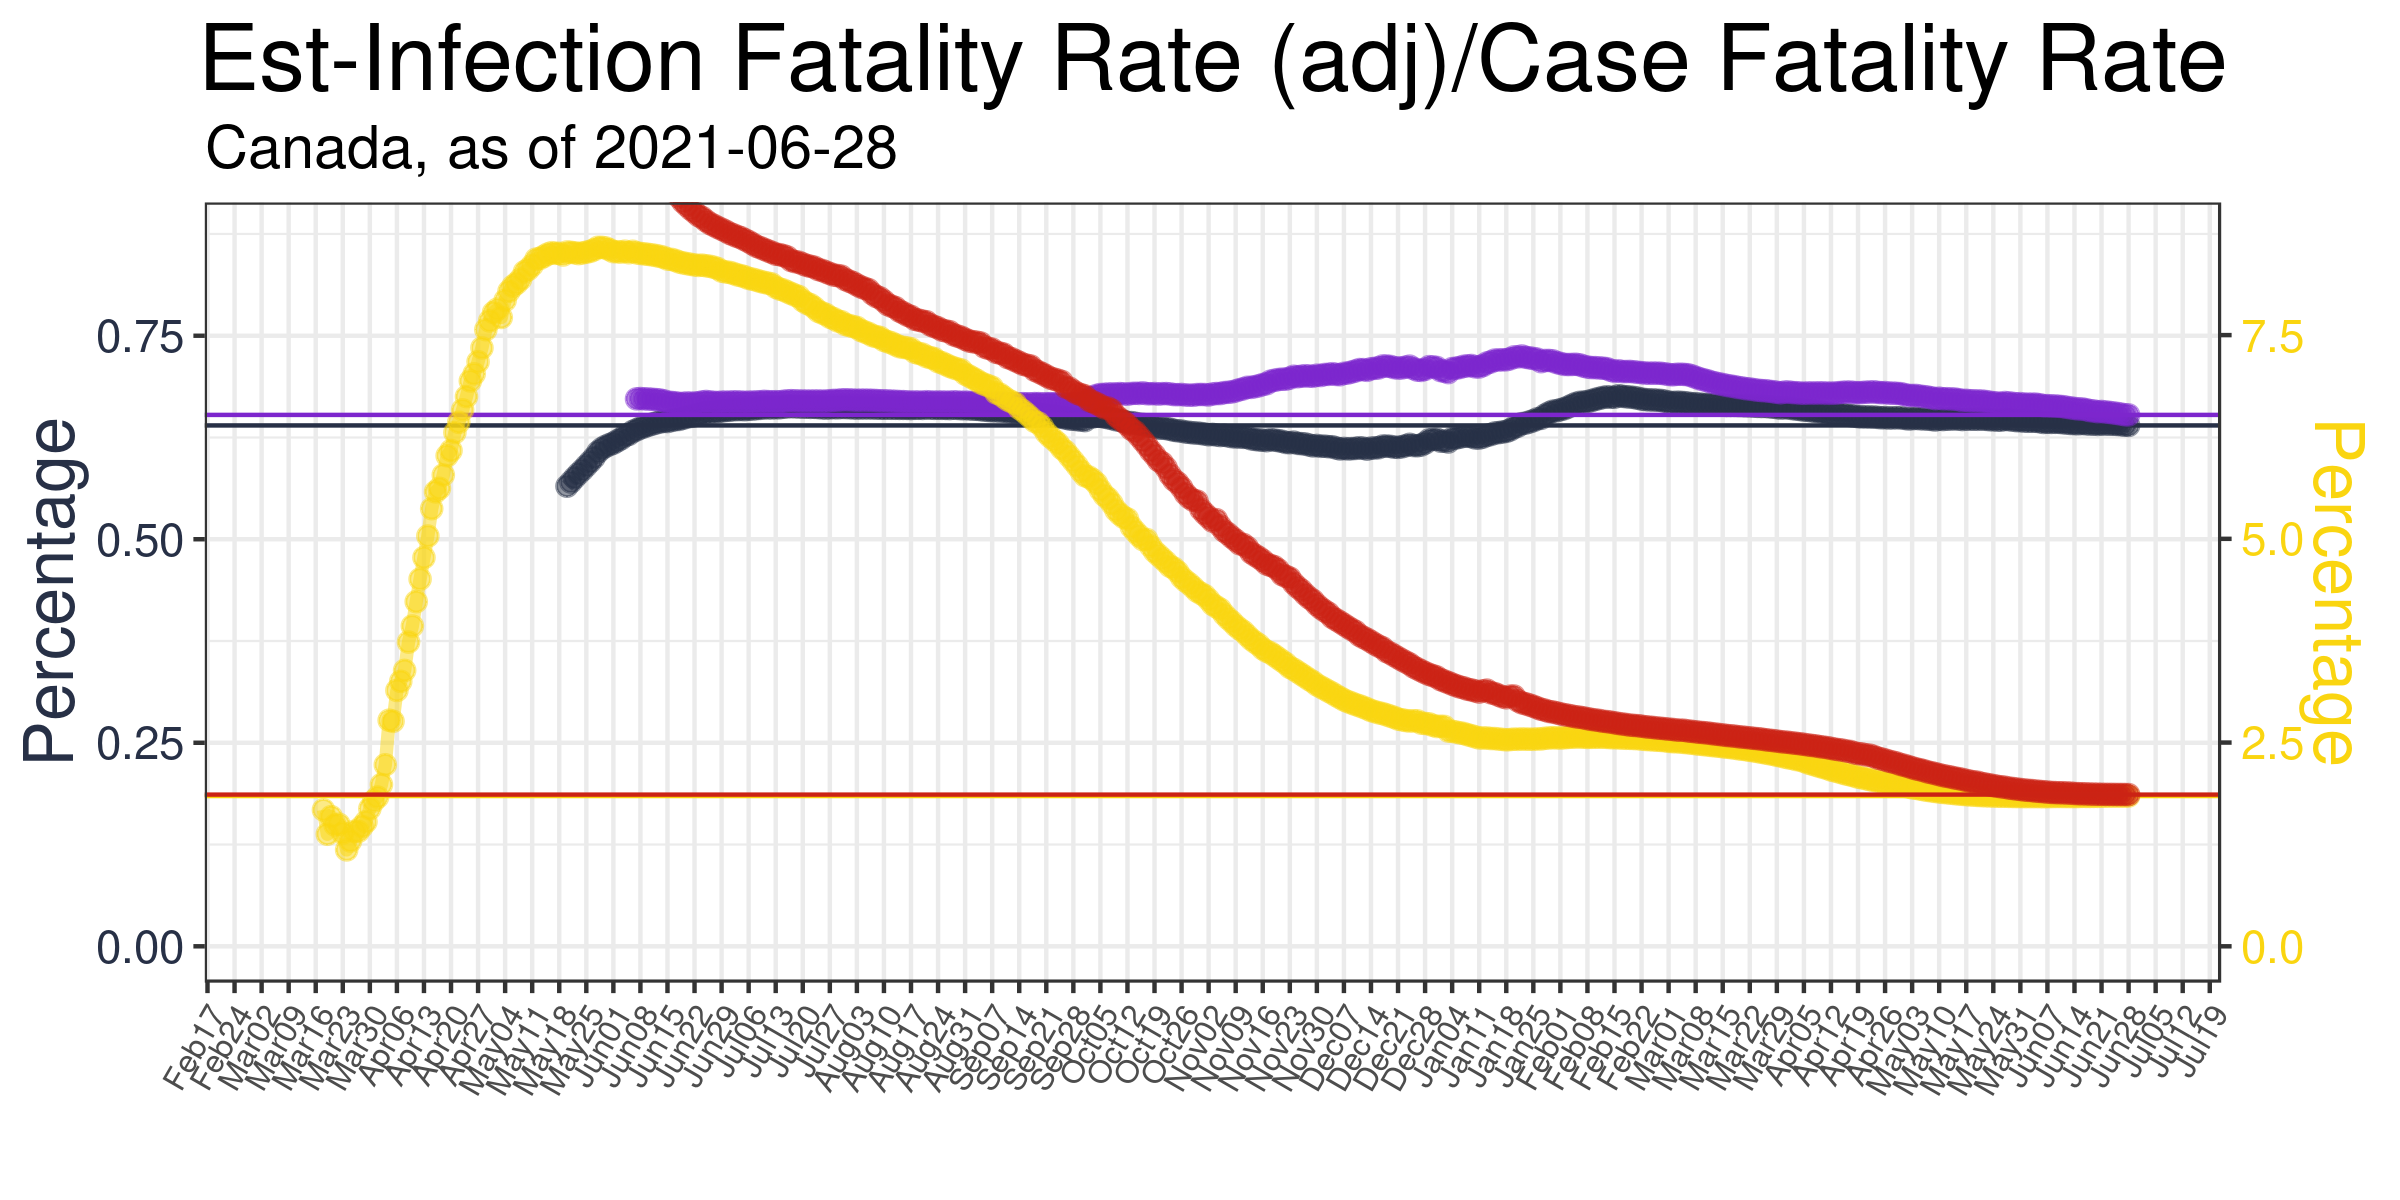 Est-Infection Fatality Rate (adj)/Case Fatality Rate
Canada, as of 2021-06-28
Percentage
0.75
0.50
0.25
0.00
7.5
5.0
2.5
0.0
Percentage
Feb17
Feb24
Mar02
Mar09
Mar16
Mar23
Mar30
Apr06
Apr13
Apr20
Apr27
May04
May11
May18
May25
Jun01
Jun08
Jun15
Jun22
Jun29
Jul06
Jul13
Jul20
Jul27
Aug03
Aug10
Aug17
Aug24
Aug31
Sep07
Sep14
Sep21
Sep28
Oct05
Oct12
Oct19
Oct26
Nov02
Nov09
Nov16
Nov23
Nov30
Dec07
Dec14
Dec21
Dec28
Jan04
Jan11
Jan18
Jan25
Feb01
Feb08
Feb15
Feb22
Mar01
Mar08
Mar15
Mar22
Mar29
Apr05
Apr12
Apr19
Apr26
May03
May10
May17
May24
May31
Jun07
Jun14
Jun21
Jun28
Jul05
Jul12
Jul19